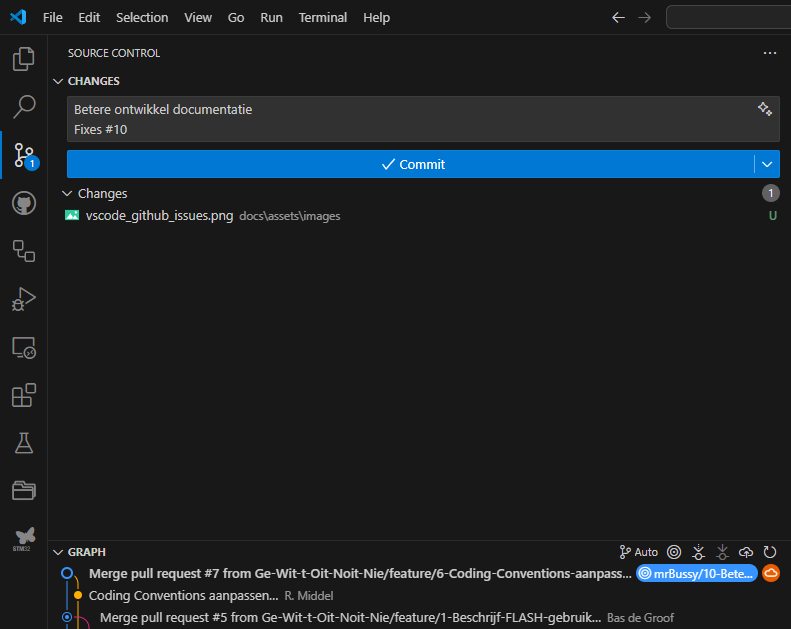 File Edit Selection View Go Run Terminal Help
SOURCE CONTROL
CHANGES
Betere ontwikkel documentatie
Fixes #10
Commit
Changes 1
vscode_github_issues.png docs\assets\images U
1
STM32
GRAPH Auto
Merge pull request #7 from Ge-Wit-t-Oit-Noit-Nie/feature/6-Coding-Conventions-aanpass... mrBussy/10-Bete...
Coding Conventions aanpassen... R. Middel
Merge pull request #5 from Ge-Wit-t-Oit-Noit-Nie/feature/1-Beschrijf-FLASH-gebruik... Bas de Groof